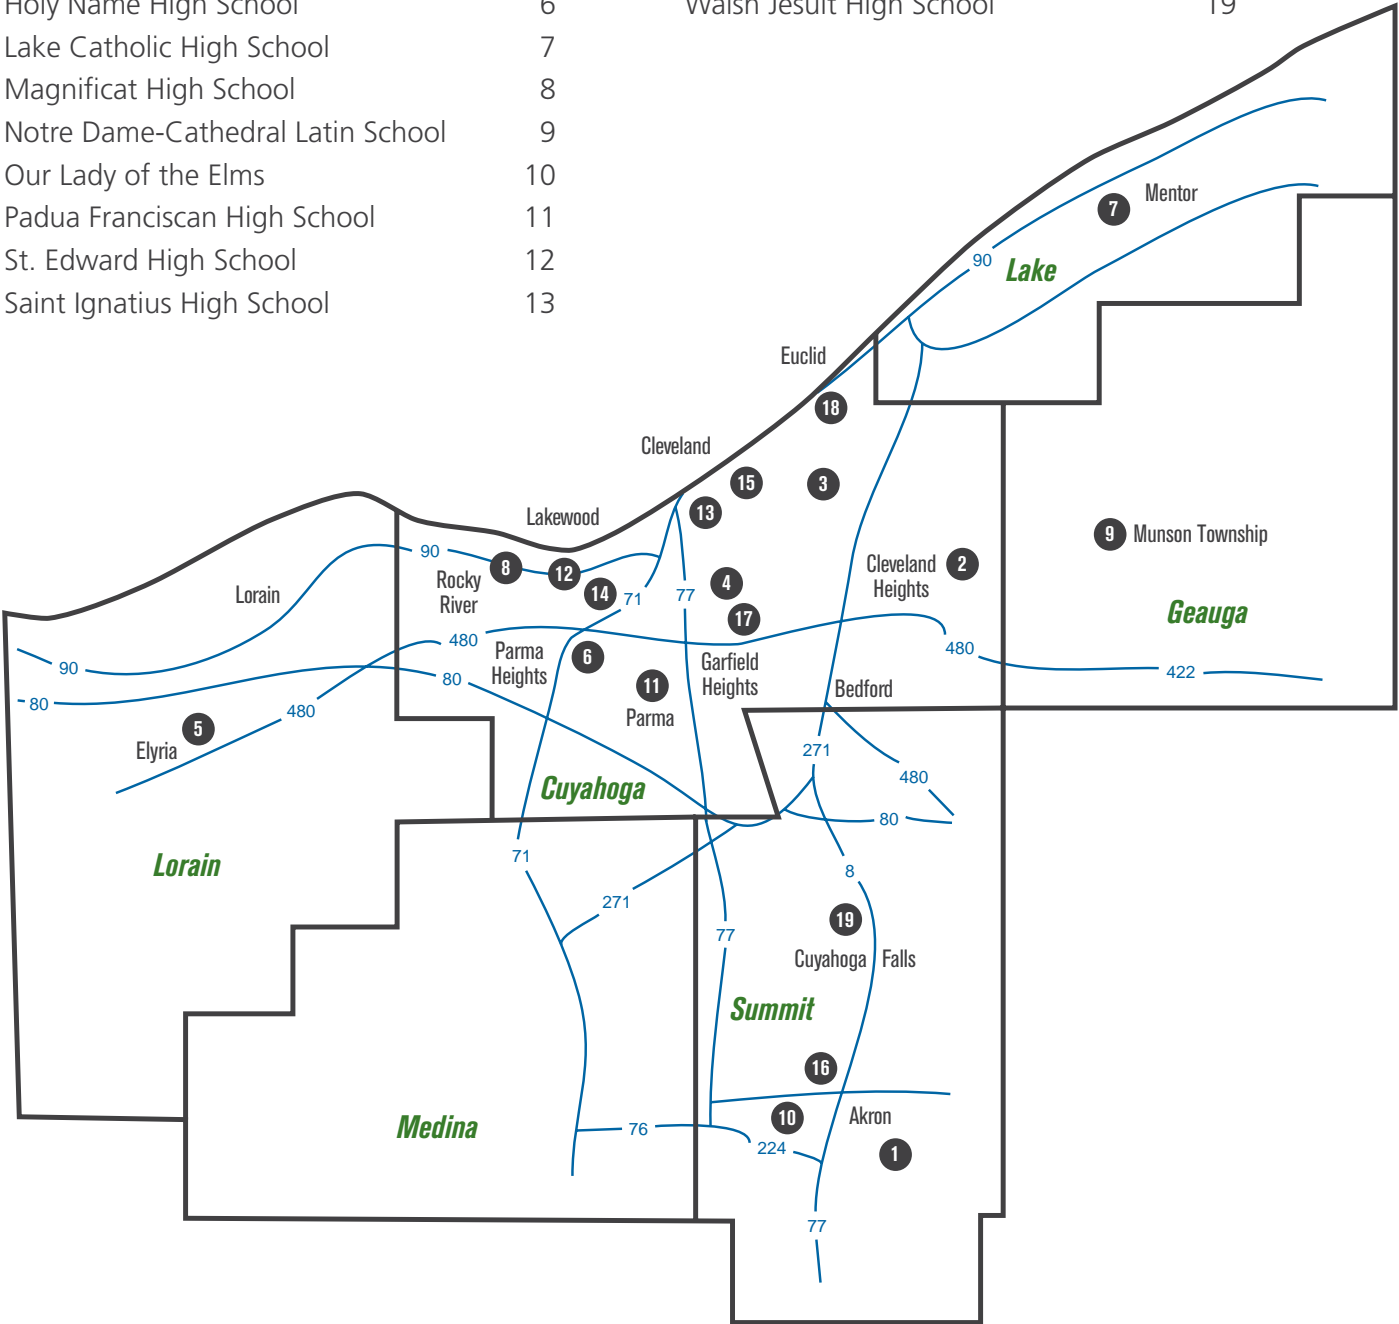 Holy Name High School 6
Walsh Jesuit High School 19
Lake Catholic High School 7
Magnificat High School 8
Notre Dame-Cathedral Latin School 9
Our Lady of the Elms 10
Padua Franciscan High School 11
St. Edward High School 12
Saint Ignatius High School 13
7 Mentor
90 Lake
Euclid
18
Cleveland
15 3
13
Lakewood
9 Munson Township
90
8 12
Rocky
River
14 71 77
4
17
Cleveland
Heights
2
Lorain
Geauga
480
Parma
Heights
6
Garfield
Heights
480
90
80
422
11
Parma
Bedford
80
480
5
Elyria
271
480
Cuyahoga
80
Lorain
71
8
271
19
77
Cuyahoga Falls
Summit
16
Medina
76
10
Akron
224
1
77